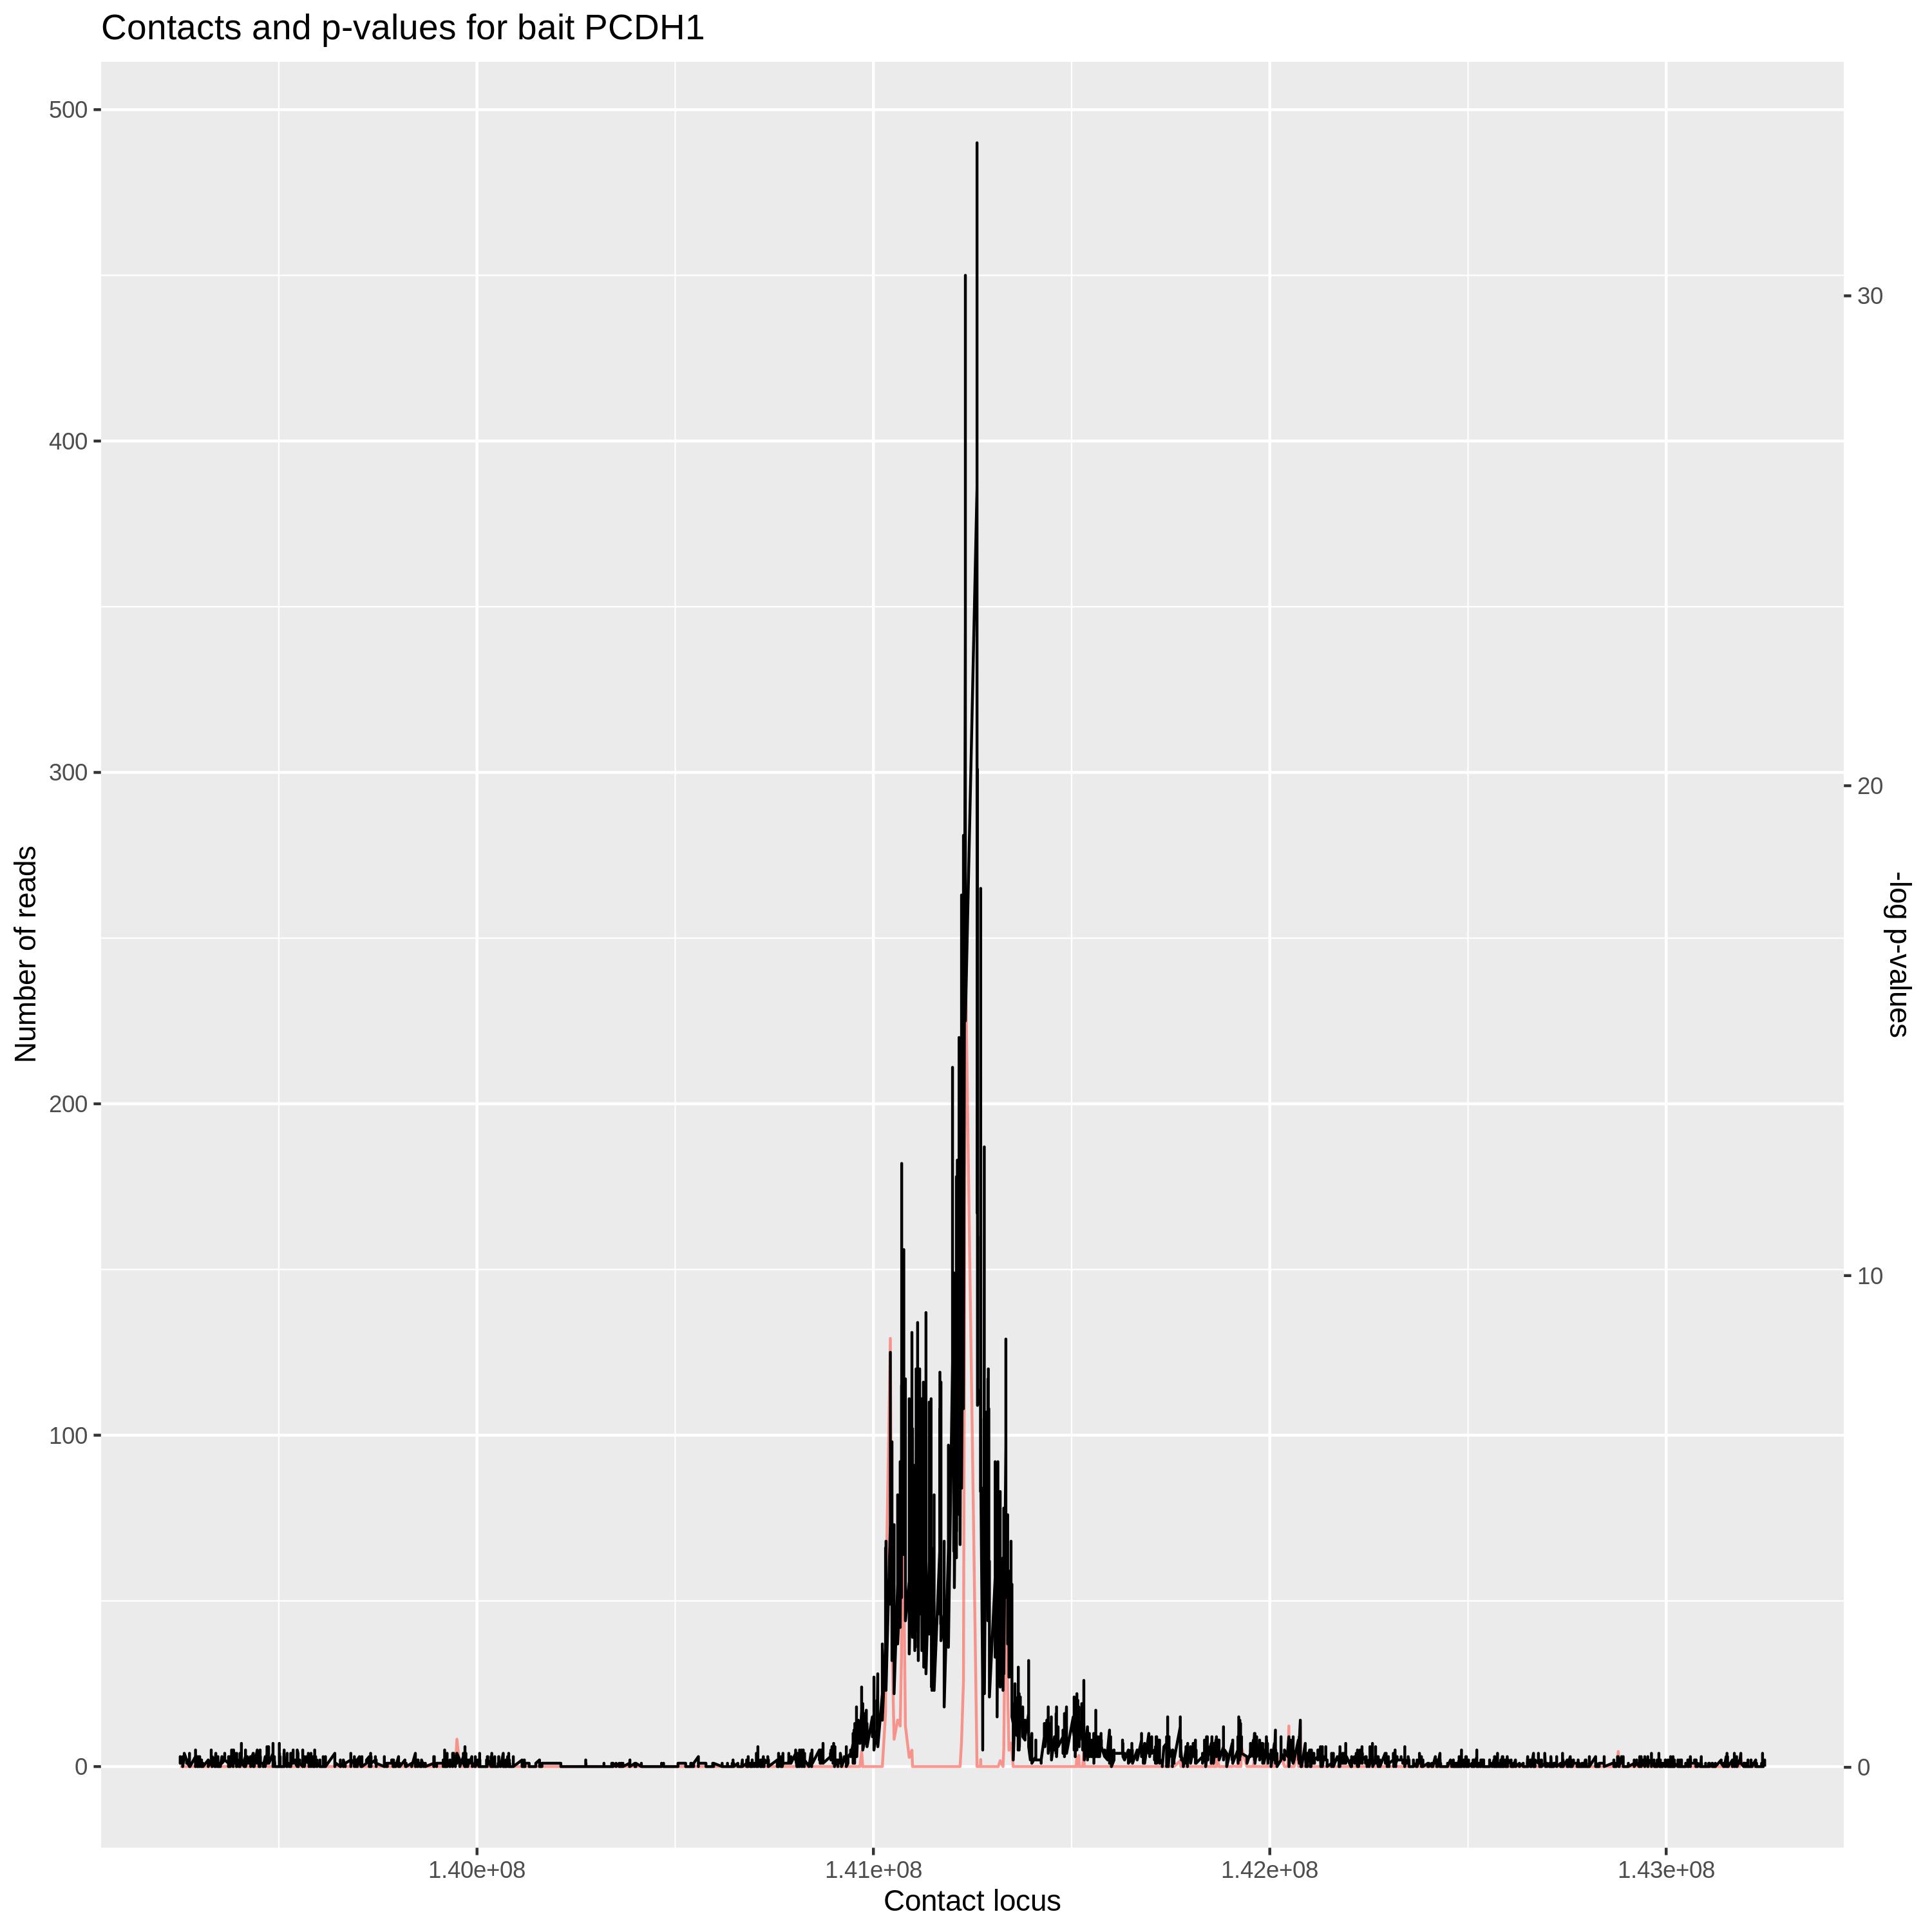 Contacts and p-values for bait PCDH1
500
400
300
200
100
0
Number of reads
30
20
10
0
-log p-values
1.40e+08
1.41e+08
1.42e+08
1.43e+08
Contact locus